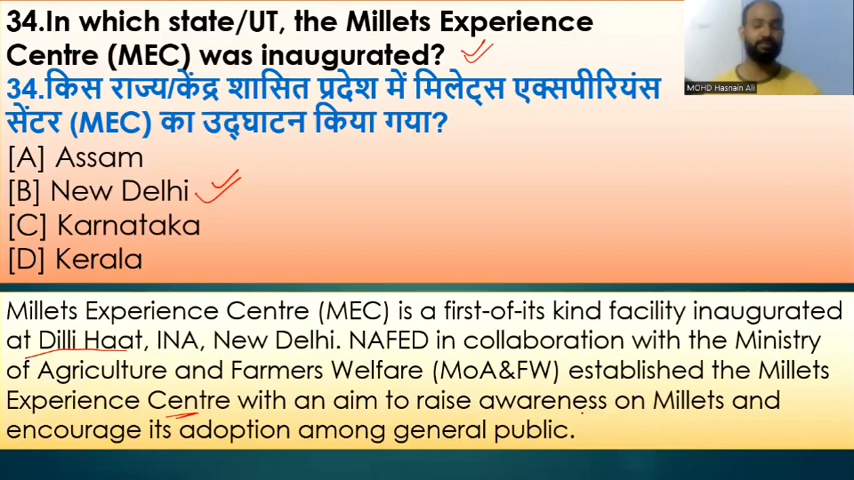 34.In which state/UT, the Millets Experience
Centre (MEC) was inaugurated?
34.किस राज्य/केंद्र शासित प्रदेश में मिलेट्स एक्सपीरियंस
सेंटर (MEC) का उद्घाटन किया गया?
[A] Assam
[B] New Delhi
[C] Karnataka
[D] Kerala
MOHD Hasnain Ali
Millets Experience Centre (MEC) is a first-of-its kind facility inaugurated
at Dilli Haat, INA, New Delhi. NAFED in collaboration with the Ministry
of Agriculture and Farmers Welfare (MoA&FW) established the Millets
Experience Centre with an aim to raise awareness on Millets and
encourage its adoption among general public.